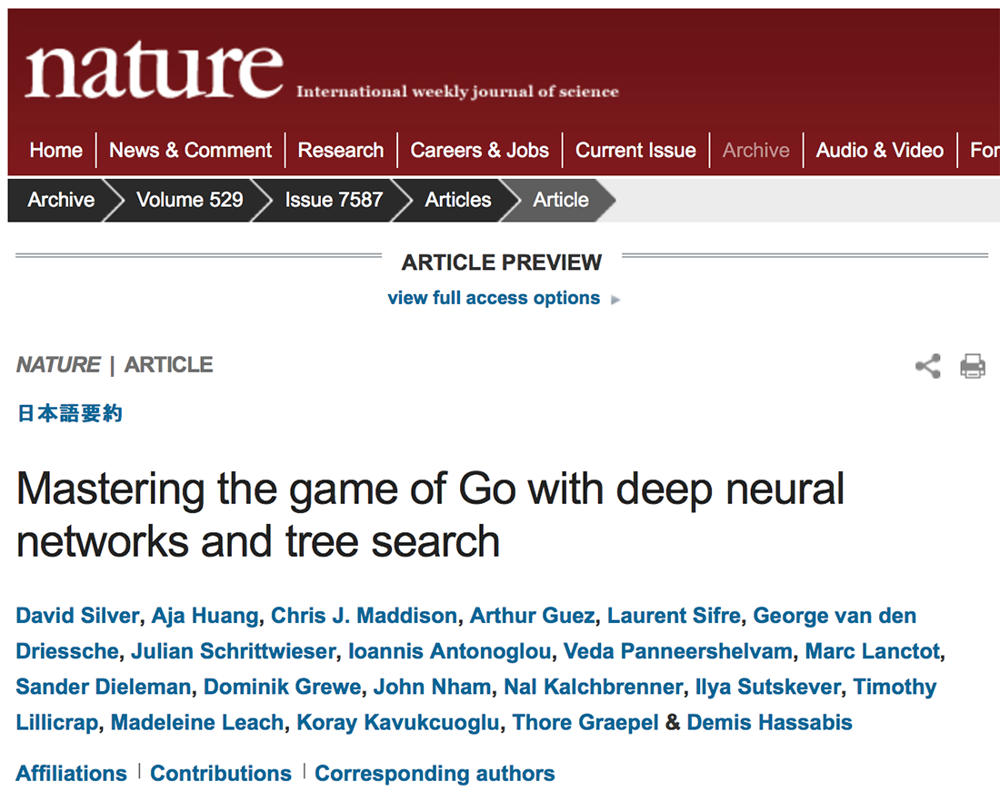 nature International weekly journal of science
Home News & Comment Research Careers & Jobs Current Issue Archive Audio & Video For
Archive Volume 529 Issue 7587 Articles Article
ARTICLE PREVIEW
view full access options
NATURE | ARTICLE
日本語要約
Mastering the game of Go with deep neural
networks and tree search
David Silver, Aja Huang, Chris J. Maddison, Arthur Guez, Laurent Sifre, George van den
Driessche, Julian Schrittwieser, Ioannis Antonoglou, Veda Panneershelvam, Marc Lanctot,
Sander Dieleman, Dominik Grewe, John Nham, Nal Kalchbrenner, Ilya Sutskever, Timothy
Lillicrap, Madeleine Leach, Koray Kavukcuoglu, Thore Graepel & Demis Hassabis
Affiliations | Contributions | Corresponding authors